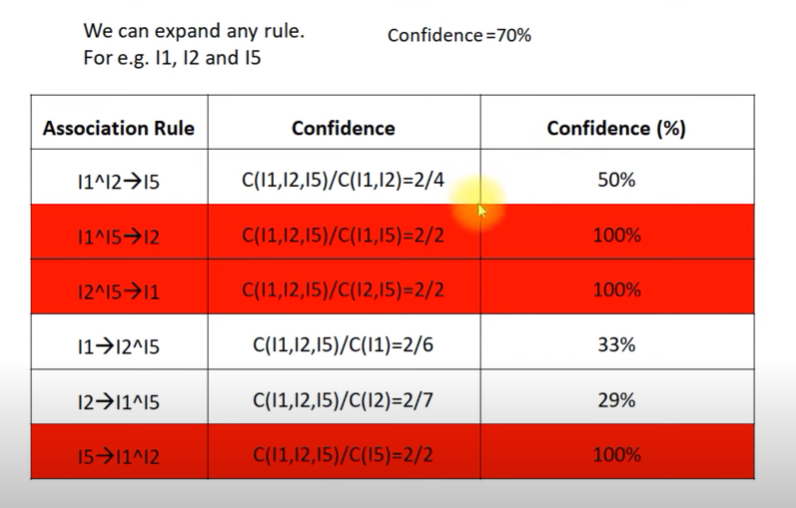 We can expand any rule.
For e.g. I1, I2 and I5
Confidence=70%
Association Rule Confidence Confidence (%)
I1^I2→I5 C(I1,I2,I5)/C(I1,I2)=2/4 50%
I1^I5→I2 C(I1,I2,I5)/C(I1,I5)=2/2 100%
I2^I5→I1 C(I1,I2,I5)/C(I2,I5)=2/2 100%
I1→I2^I5 C(I1,I2,I5)/C(I1)=2/6 33%
I2→I1^I5 C(I1,I2,I5)/C(I2)=2/7 29%
I5→I1^I2 C(I1,I2,I5)/C(I5)=2/2 100%